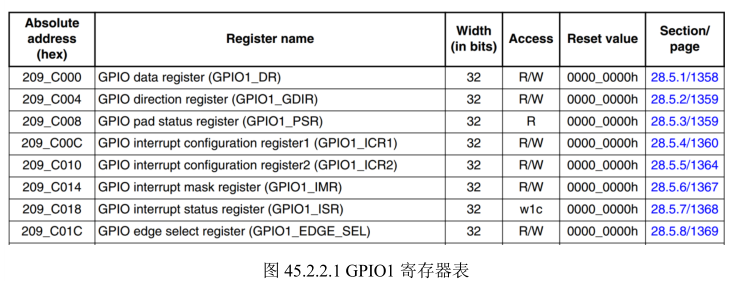 Absolute address (hex) Register name Width (in bits) Access Reset value Section/ page
209_C000 GPIO data register (GPIO1_DR) 32 R/W 0000_0000h 28.5.1/1358
209_C004 GPIO direction register (GPIO1_GDIR) 32 R/W 0000_0000h 28.5.2/1359
209_C008 GPIO pad status register (GPIO1_PSR) 32 R 0000_0000h 28.5.3/1359
209_C00C GPIO interrupt configuration register1 (GPIO1_ICR1) 32 R/W 0000_0000h 28.5.4/1360
209_C010 GPIO interrupt configuration register2 (GPIO1_ICR2) 32 R/W 0000_0000h 28.5.5/1364
209_C014 GPIO interrupt mask register (GPIO1_IMR) 32 R/W 0000_0000h 28.5.6/1367
209_C018 GPIO interrupt status register (GPIO1_ISR) 32 w1c 0000_0000h 28.5.7/1368
209_C01C GPIO edge select register (GPIO1_EDGE_SEL) 32 R/W 0000_0000h 28.5.8/1369
图 45.2.2.1 GPIO1 寄存器表